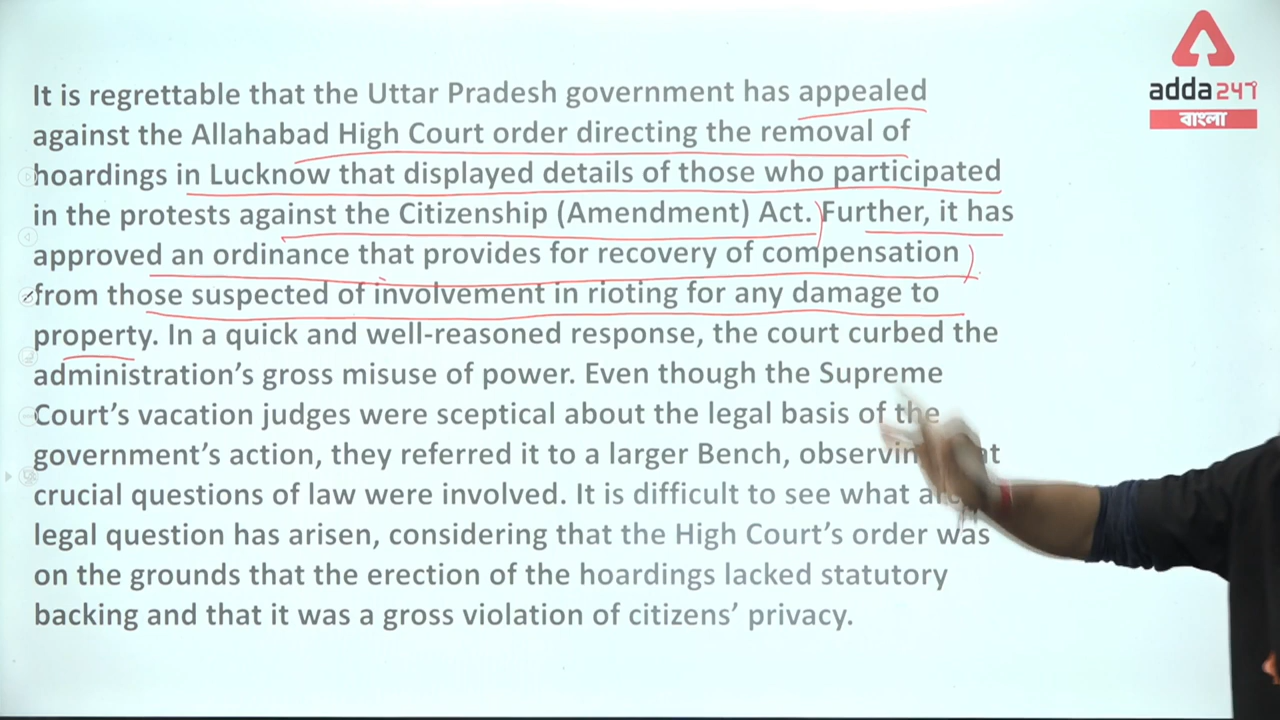 It is regrettable that the Uttar Pradesh government has appealed
against the Allahabad High Court order directing the removal of
hoardings in Lucknow that displayed details of those who participated
in the protests against the Citizenship (Amendment) Act. Further, it has
approved an ordinance that provides for recovery of compensation
from those suspected of involvement in rioting for any damage to
property. In a quick and well-reasoned response, the court curbed the
administration's gross misuse of power. Even though the Supreme
Court's vacation judges were sceptical about the legal basis of the
government's action, they referred it to a larger Bench,
crucial questions of law were involved. It is difficult to see what
legal question has arisen, considering that the High Court's order was
on the grounds that the erection of the hoardings lacked statutory
backing and that it was a gross violation of citizens' privacy.
adda247
বাংলা